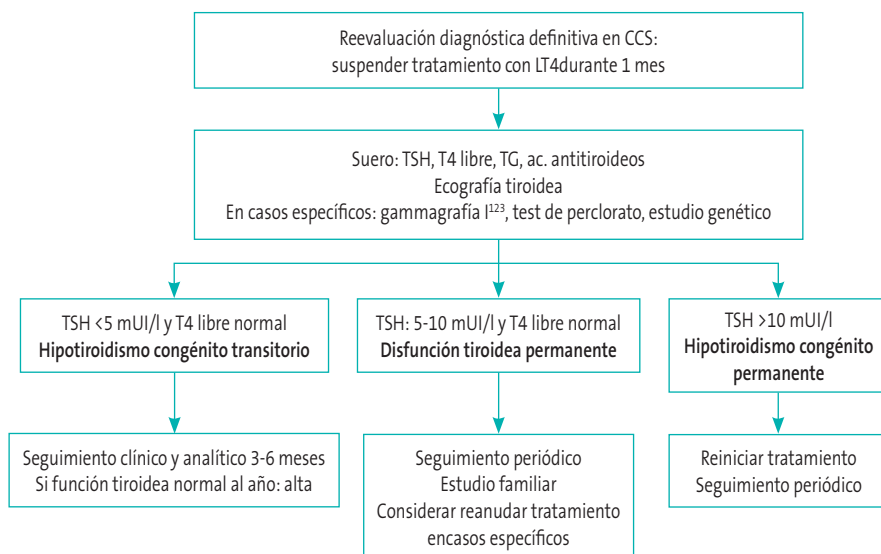 Reevaluación diagnóstica definitiva en CCS:
suspender tratamiento con LT4durante 1 mes
Suero: TSH, T4 libre, TG, ac. antitiroideos
Ecografía tiroidea
En casos específicos: gammagrafía I¹²³, test de perclorato, estudio genético
TSH <5 mUI/l y T4 libre normal
Hipotiroidismo congénito transitorio
TSH: 5-10 mUI/l y T4 libre normal
Disfunción tiroidea permanente
TSH >10 mUI/l
Hipotiroidismo congénito
permanente
Seguimiento clínico y analítico 3-6 meses
Si función tiroidea normal al año: alta
Seguimiento periódico
Estudio familiar
Considerar reanudar tratamiento
encasos específicos
Reiniciar tratamiento
Seguimiento periódico